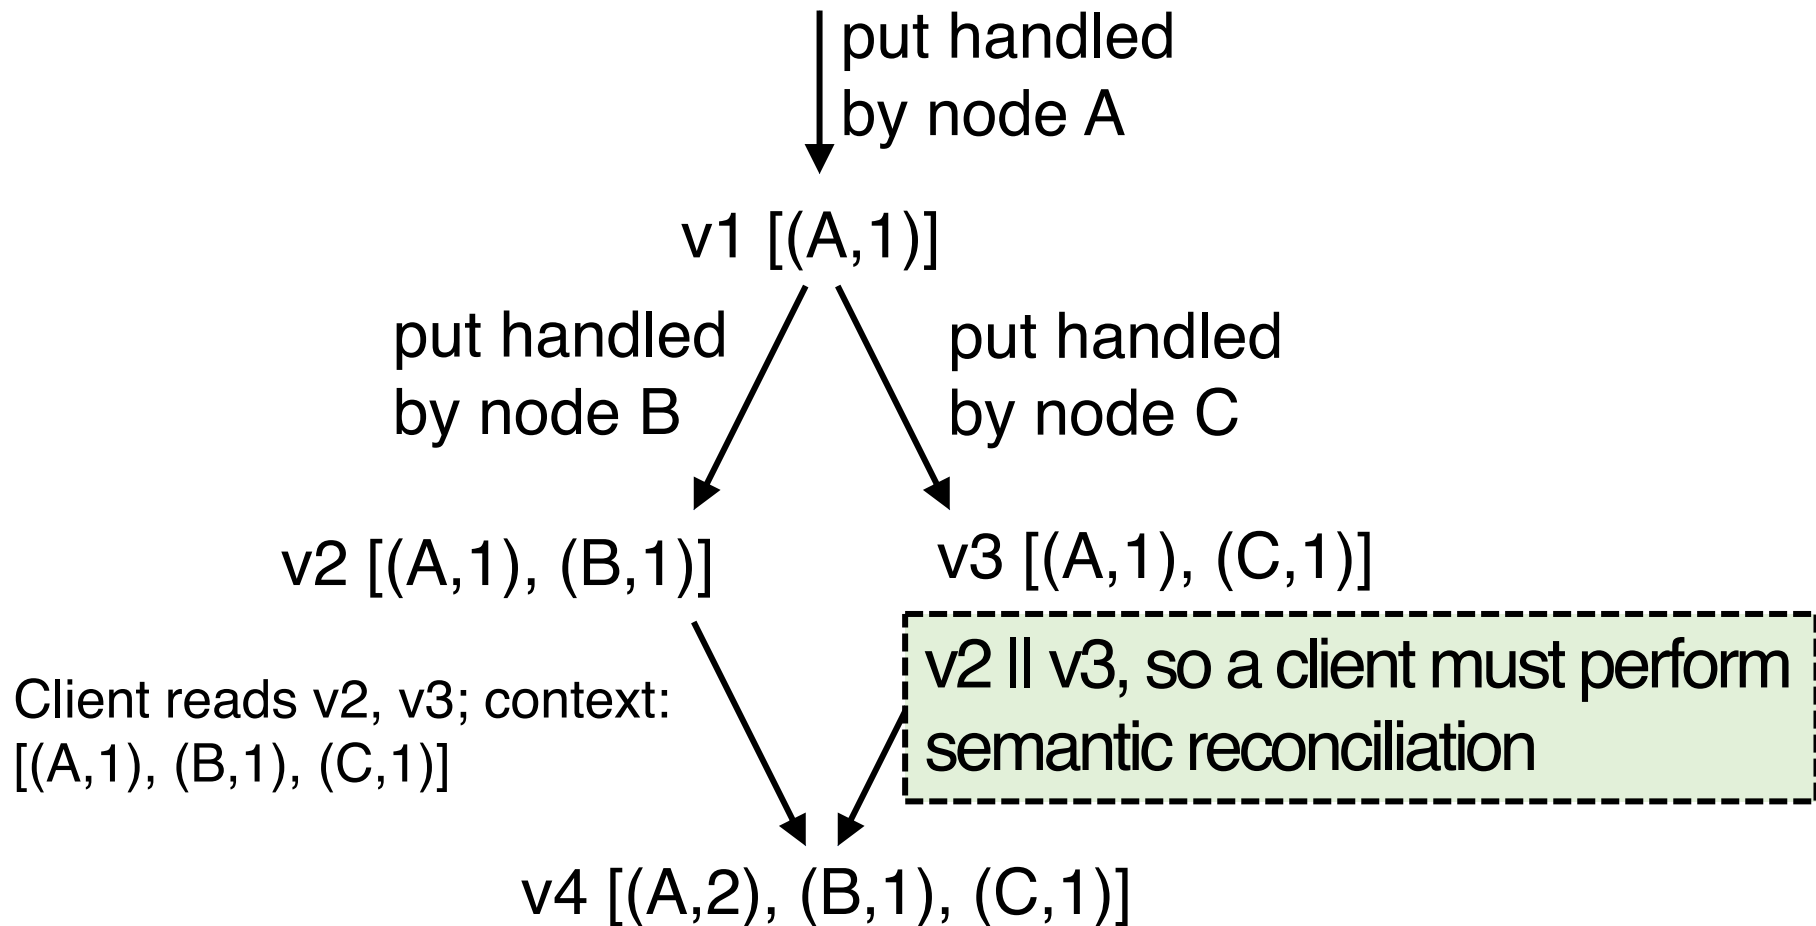 put handled
by node A
v1 [(A,1)]
put handled
by node B
put handled
by node C
v2 [(A,1), (B,1)]
v3 [(A,1), (C,1)]
v2 || v3, so a client must perform
semantic reconciliation
Client reads v2, v3; context:
[(A,1), (B,1), (C,1)]
v4 [(A,2), (B,1), (C,1)]